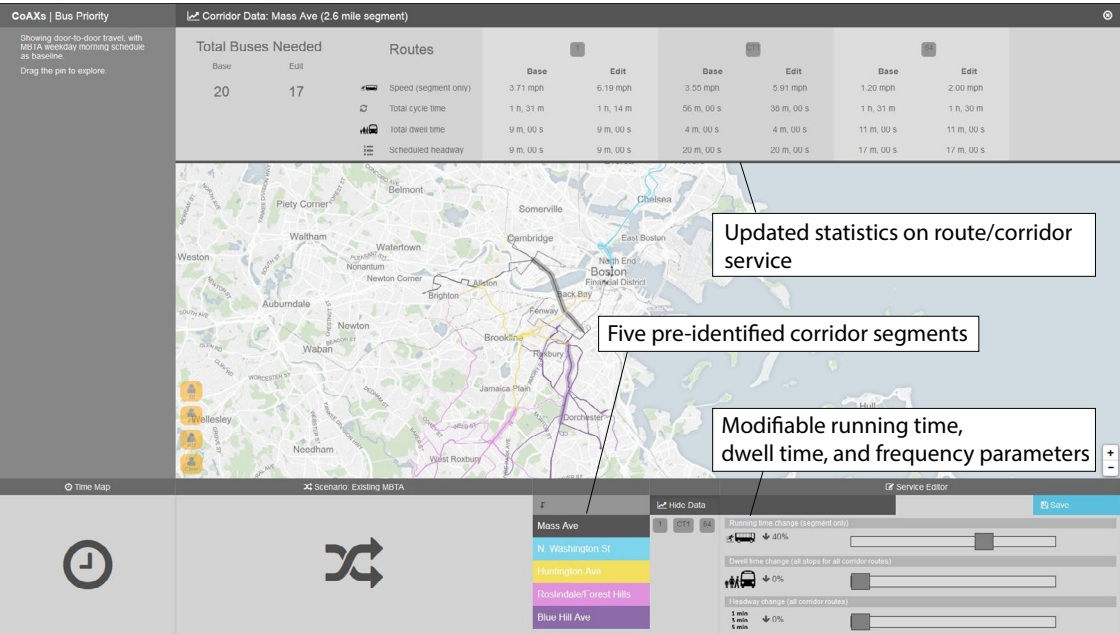 CoAXs | Bus Priority
Corridor Data: Mass Ave (2.6 mile segment)
Showing door-to-door travel, with
MBTA weekday morning schedule
as baseline.
Drag the pin to explore.
Total Buses Needed
Base Edit
20 17
Routes 1 CT1 64
Base Edit Base Edit Base Edit
Speed (segment only) 3.71 mph 6.19 mph 3.55 mph 5.91 mph 1.20 mph 2.00 mph
Total cycle time 1 h, 31 m 1 h, 14 m 56 m, 00 s 38 m, 00 s 1 h, 31 m 1 h, 30 m
Total dwell time 9 m, 00 s 9 m, 00 s 4 m, 00 s 4 m, 00 s 11 m, 00 s 11 m, 00 s
Scheduled headway 9 m, 00 s 9 m, 00 s 20 m, 00 s 20 m, 00 s 17 m, 00 s 17 m, 00 s
Belmont
Chelsea
Piety Corner
Somerville
Waltham
Cambridge
East Boston
Watertown
Weston
Nonantum
North End
Boston
Newton Corner
Allston
Financial District
Brighton
Back Bay
Auburndale
Fenway
Newton
Brookline
Waban
Roxbury
WORCESTER ST
Jamaica Plain
Hull
Wellesley
Dorchester
Needham
West Roxbury
Updated statistics on route/corridor
service
Five pre-identified corridor segments
Modifiable running time,
dwell time, and frequency parameters
+
-
Time Map
Scenario: Existing MBTA
Service Editor
Hide Data
Save
Mass Ave
N. Washington St
Huntington Ave
Roslindale/Forest Hills
Blue Hill Ave
1 CT1 64
Running time change (segment only)
40%
Dwell time change (all stops for all corridor routes)
0%
Headway change (all corridor routes)
1 min
3 min
5 min
0%